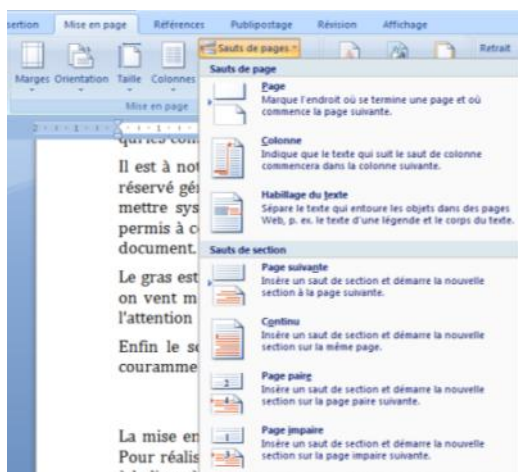 sertion Mise en page Références Publipostage Révision Affichage
Sauts de pages Retrait
Marges Orientation Taille Colonnes
Mise en page
Sauts de page
Page
Marque l'endroit où se termine une page et où
commence la page suivante.
Colonne
Indique que le texte qui suit le saut de colonne
commencera dans la colonne suivante.
Habillage du texte
Sépare le texte qui entoure les objets dans des pages
Web, p. ex. le texte d'une légende et le corps du texte.
Sauts de section
Page suivante
Insère un saut de section et démarre la nouvelle
section à la page suivante.
Continu
Insère un saut de section et démarre la nouvelle
section sur la même page.
Page paire
Insère un saut de section et démarre la nouvelle
section sur la page paire suivante.
Page impaire
Insère un saut de section et démarre la nouvelle
section sur la page impaire suivante.
Il est à not
réservé gén
mettre sys
permis à c
document.
Le gras est
on vent m
l'attention
Enfin le so
couramme
La mise en
Pour réalis